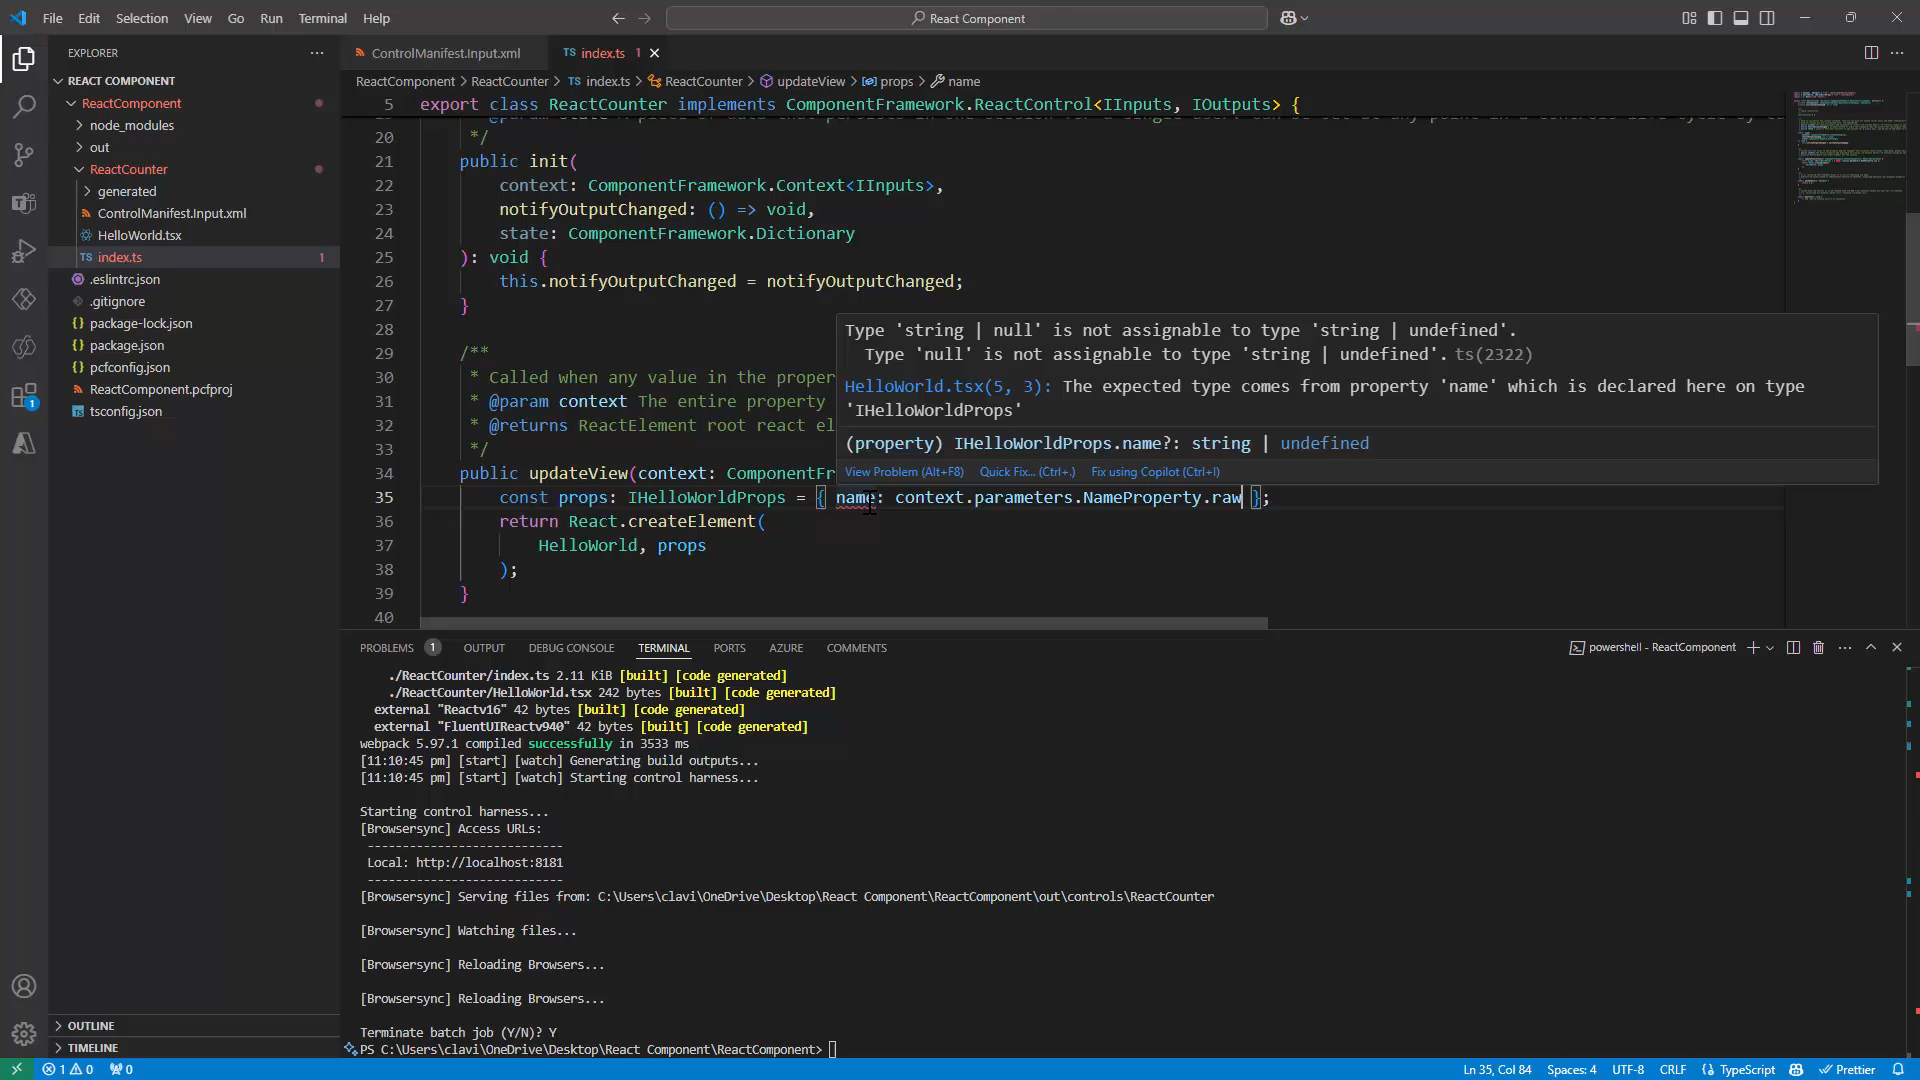 File Edit Selection View Go Run Terminal Help
React Component
EXPLORER
REACT COMPONENT
ReactComponent
node_modules
out
ReactCounter
generated
ControlManifest.Input.xml
HelloWorld.tsx
TS index.ts 1
.eslintrc.json
.gitignore
package-lock.json
package.json
pcfconfig.json
ReactComponent.pcfproj
tsconfig.json
OUTLINE
TIMELINE
ControlManifest.Input.xml
TS index.ts 1
ReactComponent > ReactCounter > TS index.ts > ReactCounter > updateView > props > name
5 export class ReactCounter implements ComponentFramework.ReactControl<IInputs, IOutputs> {
20 */
21 public init(
22 context: ComponentFramework.Context<IInputs>,
23 notifyOutputChanged: () => void,
24 state: ComponentFramework.Dictionary
25 ): void {
26 this.notifyOutputChanged = notifyOutputChanged;
27 }
28
29 /**
30 * Called when any value in the proper
31 * @param context The entire property
32 * @returns ReactElement root react el
33 */
34 public updateView(context: ComponentFr
35 const props: IHelloWorldProps = { name: context.parameters.NameProperty.raw };
36 return React.createElement(
37 HelloWorld, props
38 );
39 }
40
Type 'string | null' is not assignable to type 'string | undefined'.
Type 'null' is not assignable to type 'string | undefined'. ts(2322)
HelloWorld.tsx(5, 3): The expected type comes from property 'name' which is declared here on type
'IHelloWorldProps'
(property) IHelloWorldProps.name?: string | undefined
View Problem (Alt+F8) Quick Fix... (Ctrl+.) Fix using Copilot (Ctrl+I)
PROBLEMS 1 OUTPUT DEBUG CONSOLE TERMINAL PORTS AZURE COMMENTS
powershell - ReactComponent
./ReactCounter/index.ts 2.11 KiB [built] [code generated]
./ReactCounter/HelloWorld.tsx 242 bytes [built] [code generated]
external "Reactv16" 42 bytes [built] [code generated]
external "FluentUIReactv940" 42 bytes [built] [code generated]
webpack 5.97.1 compiled successfully in 3533 ms
[11:10:45 pm] [start] [watch] Generating build outputs...
[11:10:45 pm] [start] [watch] Starting control harness...
Starting control harness...
[Browsersync] Access URLs:
---------------------------
Local: http://localhost:8181
---------------------------
[Browsersync] Serving files from: C:\Users\clavi\OneDrive\Desktop\React Component\ReactComponent\out\controls\ReactCounter
[Browsersync] Watching files...
[Browsersync] Reloading Browsers...
[Browsersync] Reloading Browsers...
Terminate batch job (Y/N)? Y
PS C:\Users\clavi\OneDrive\Desktop\React Component\ReactComponent>
1 0 0
Ln 35, Col 84 Spaces: 4 UTF-8 CRLF {} TypeScript Prettier
1